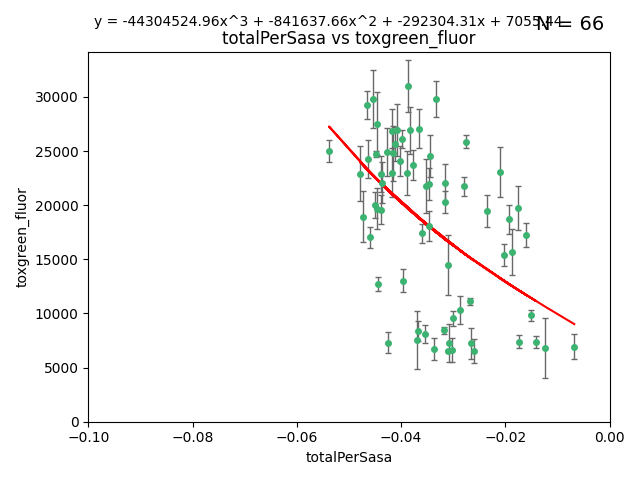 y = -44304524.96x^3 + -841637.66x^2 + -292304.31x + 7055.44
N = 66
totalPerSasa vs toxgreen_fluor
toxgreen_fluor
30000
25000
20000
15000
10000
5000
0
−0.10
−0.08
−0.06
−0.04
−0.02
0.00
totalPerSasa